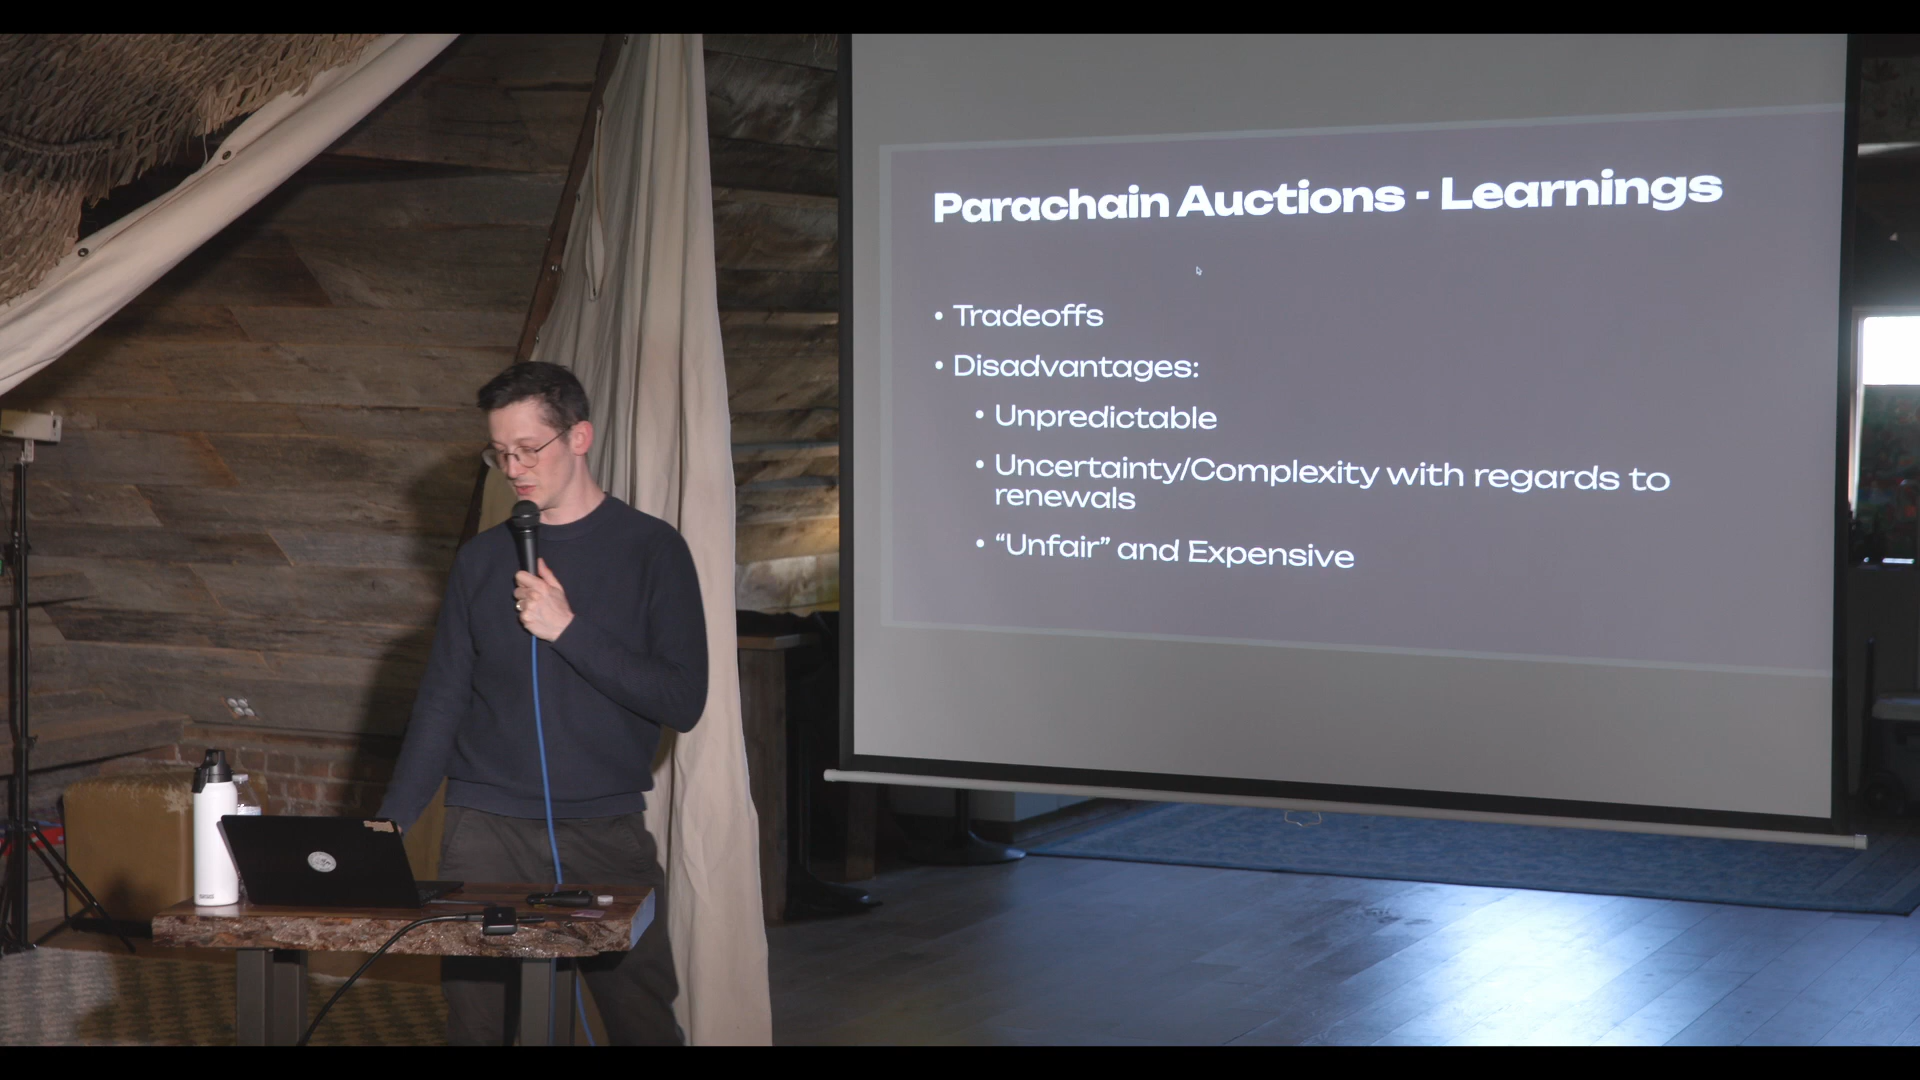 Parachain Auctions - Learnings
• Tradeoffs
• Disadvantages:
• Unpredictable
• Uncertainty/Complexity with regards to
renewals
• “Unfair” and Expensive